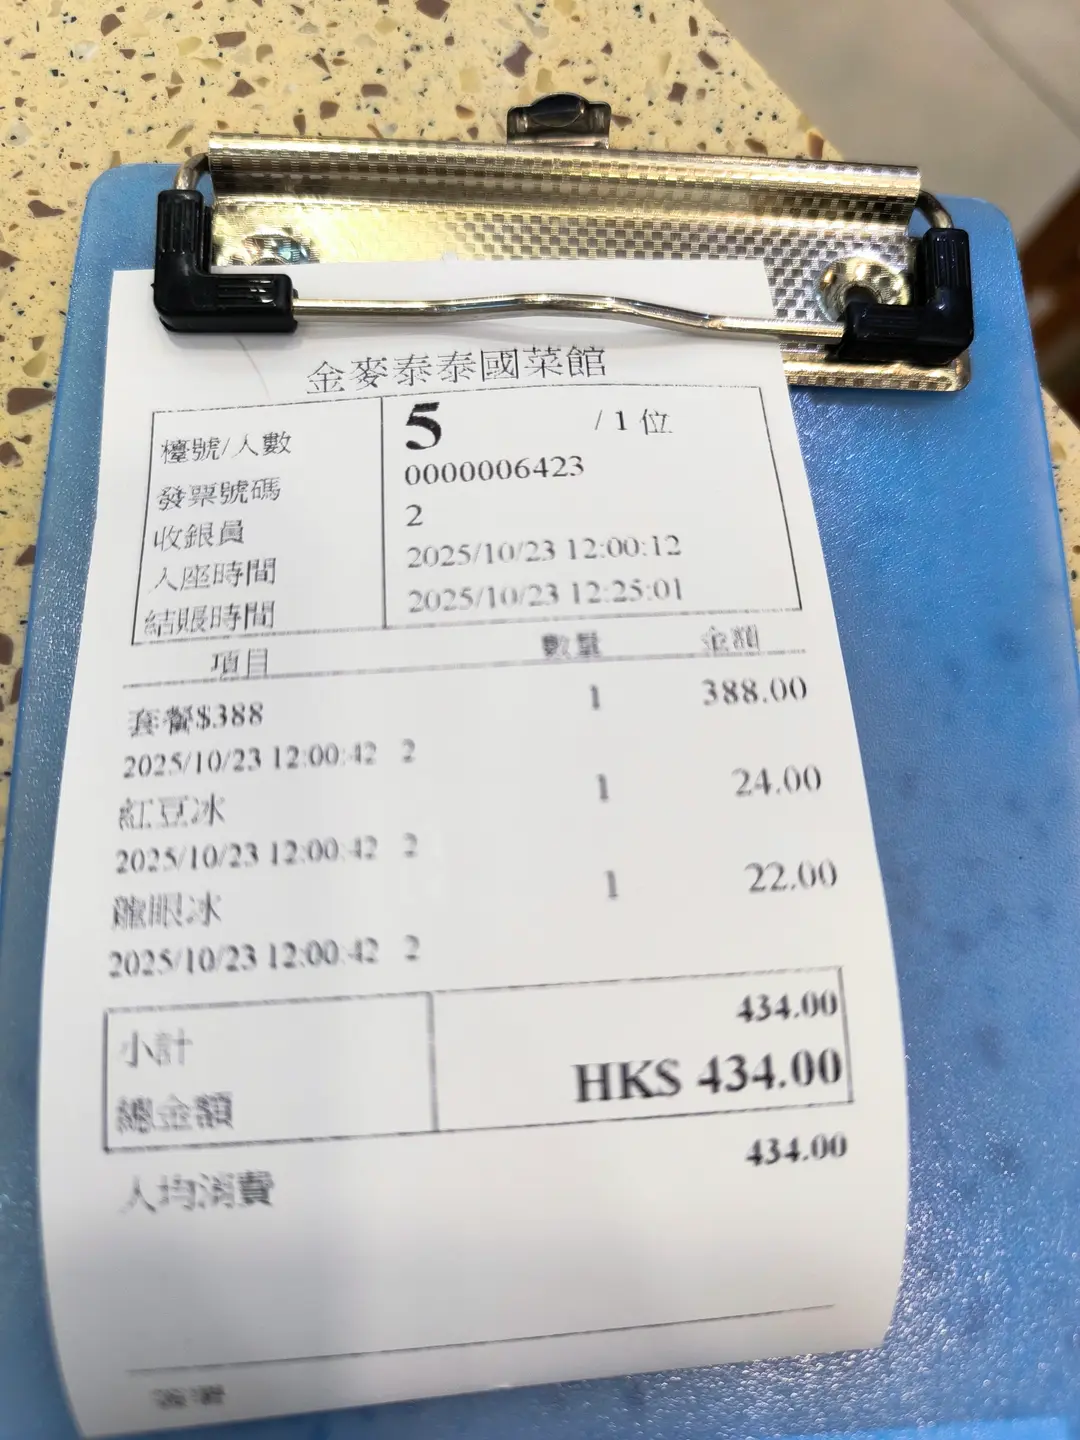 金麥泰泰國菜館
檯號/人數 5 / 1 位
發票號碼 0000006423
收銀員 2
入座時間 2025/10/23 12:00:12
結賬時間 2025/10/23 12:25:01
項目 數量 金額
套餐$388 1 388.00
2025/10/23 12:00:42 2
紅豆冰 1 24.00
2025/10/23 12:00:42 2
龍眼冰 1 22.00
2025/10/23 12:00:42 2
小計 434.00
總金額 HK$ 434.00
人均消費 434.00